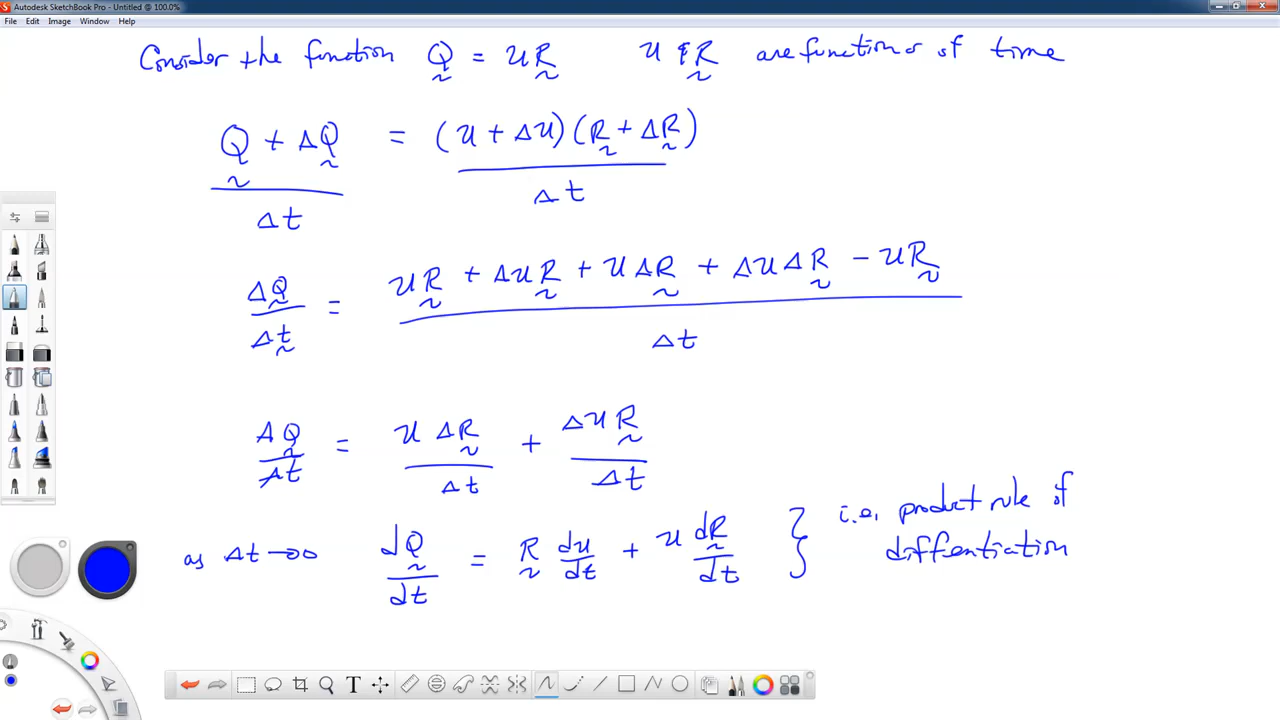 Autodesk SketchBook Pro - Untitled @ 100.0%
File Edit Image Window Help
Consider the function Q̰ = uR̰ u & R̰ are functions of time
(Q̰ + ΔQ̰)/Δt = (u + Δu)(R̰ + ΔR̰)/Δt
ΔQ̰/Δt̰ = (uR̰ + ΔuR̰ + uΔR̰ + ΔuΔR̰ − uR̰)/Δt
ΔQ̰/Δt = uΔR̰/Δt + ΔuR̰/Δt
as Δt → ∞ dQ̰/dt = R̰ du/dt + u dR̰/dt } i.e. product rule of
diffentiation
T